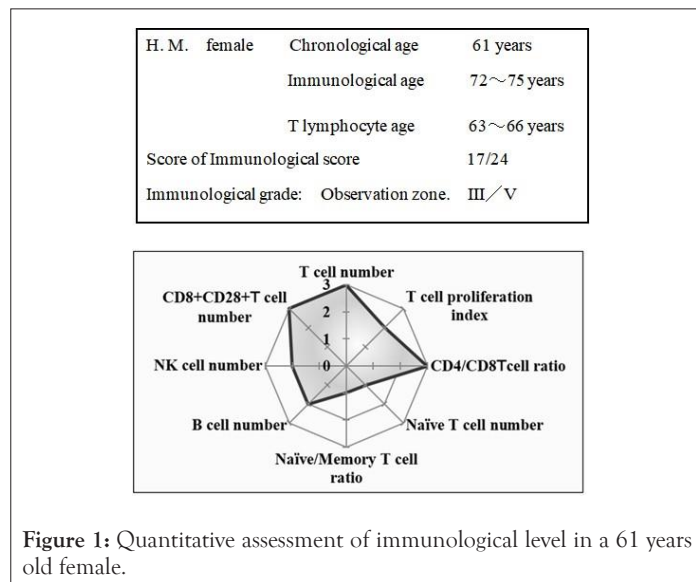 H. M. female Chronological age 61 years
Immunological age 72～75 years
T lymphocyte age 63～66 years
Score of Immunological score 17/24
Immunological grade: Observation zone. III／V
T cell number
3
2
1
0
T cell proliferation
index
CD4/CD8Tcell ratio
Naïve T cell number
Naïve/Memory T cell
ratio
B cell number
NK cell number
CD8+CD28+T cell
number
Figure 1: Quantitative assessment of immunological level in a 61 years
old female.